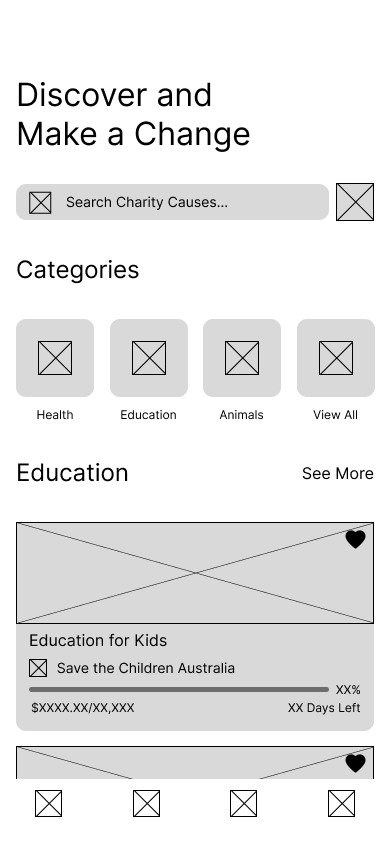 Discover and
Make a Change
Search Charity Causes...
Categories
Health
Education
Animals
View All
Education
See More
Education for Kids
Save the Children Australia
XX%
$XXXX.XX/XX,XXX
XX Days Left